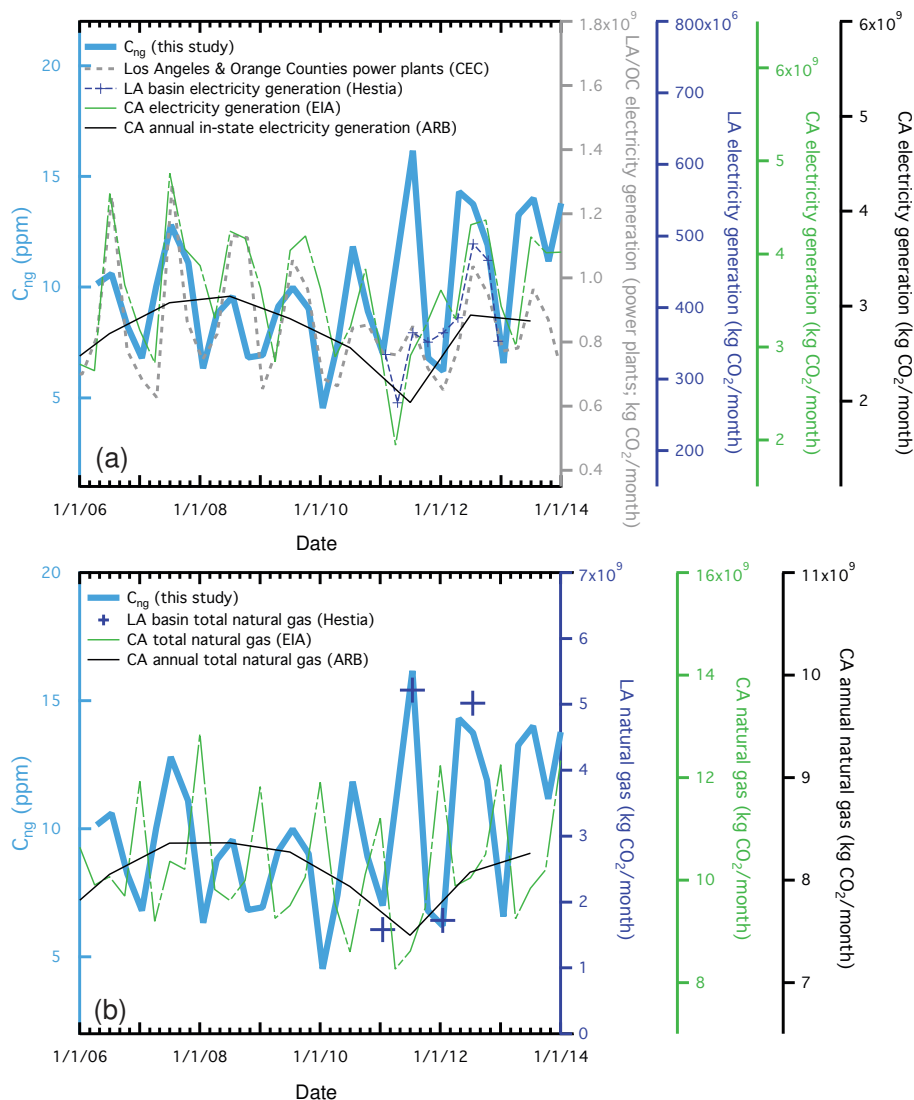 20
15
10
5
C_ng (ppm)
C_ng (this study)
Los Angeles & Orange Counties power plants (CEC)
LA basin electricity generation (Hestia)
CA electricity generation (EIA)
CA annual in-state electricity generation (ARB)
(a)
1/1/06
1/1/08
1/1/10
1/1/12
1/1/14
Date
1.8x10^9
1.6
1.4
1.2
1.0
0.8
0.6
0.4
LA/OC electricity generation (power plants; kg CO_2/month)
800x10^6
700
600
500
400
300
200
LA electricity generation (kg CO_2/month)
6x10^9
5
4
3
2
CA electricity generation (kg CO_2/month)
6x10^9
5
4
3
2
CA electricity generation (kg CO_2/month)
20
15
10
5
C_ng (ppm)
C_ng (this study)
LA basin total natural gas (Hestia)
CA total natural gas (EIA)
CA annual total natural gas (ARB)
(b)
1/1/06
1/1/08
1/1/10
1/1/12
1/1/14
Date
7x10^9
6
5
4
3
2
1
0
LA natural gas (kg CO_2/month)
16x10^9
14
12
10
8
CA natural gas (kg CO_2/month)
11x10^9
10
9
8
7
CA annual natural gas (kg CO_2/month)